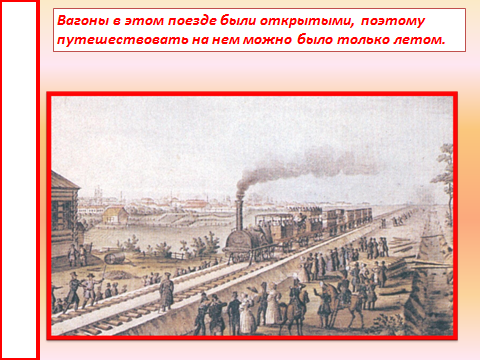 Вагоны в этом поезде были открытыми, поэтому
путешествовать на нем можно было только летом.